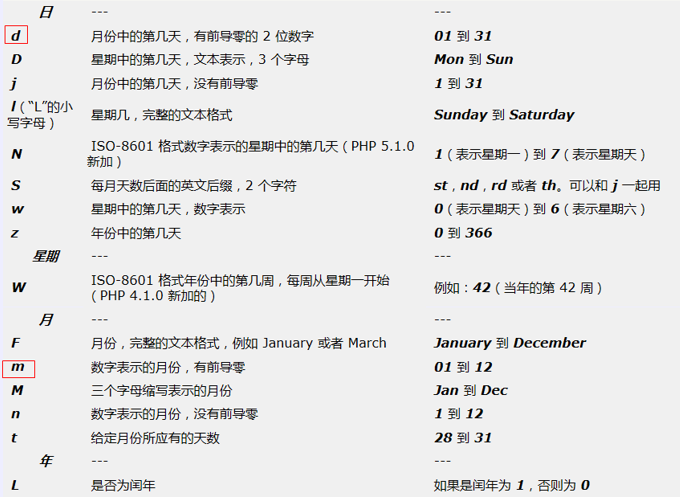 日 --- ---
d 月份中的第几天，有前导零的 2 位数字 01 到 31
D 星期中的第几天，文本表示，3 个字母 Mon 到 Sun
j 月份中的第几天，没有前导零 1 到 31
l（“L”的小 星期几，完整的文本格式 Sunday 到 Saturday
写字母）
N ISO-8601 格式数字表示的星期中的第几天（PHP 5.1.0 1（表示星期一）到 7（表示星期天）
新加）
S 每月天数后面的英文后缀，2 个字符 st，nd，rd 或者 th。可以和 j 一起用
w 星期中的第几天，数字表示 0（表示星期天）到 6（表示星期六）
z 年份中的第几天 0 到 366
星期 --- ---
W ISO-8601 格式年份中的第几周，每周从星期一开始 例如：42（当年的第 42 周）
（PHP 4.1.0 新加的）
月 --- ---
F 月份，完整的文本格式，例如 January 或者 March January 到 December
m 数字表示的月份，有前导零 01 到 12
M 三个字母缩写表示的月份 Jan 到 Dec
n 数字表示的月份，没有前导零 1 到 12
t 给定月份所应有的天数 28 到 31
年 --- ---
L 是否为闰年 如果是闰年为 1，否则为 0